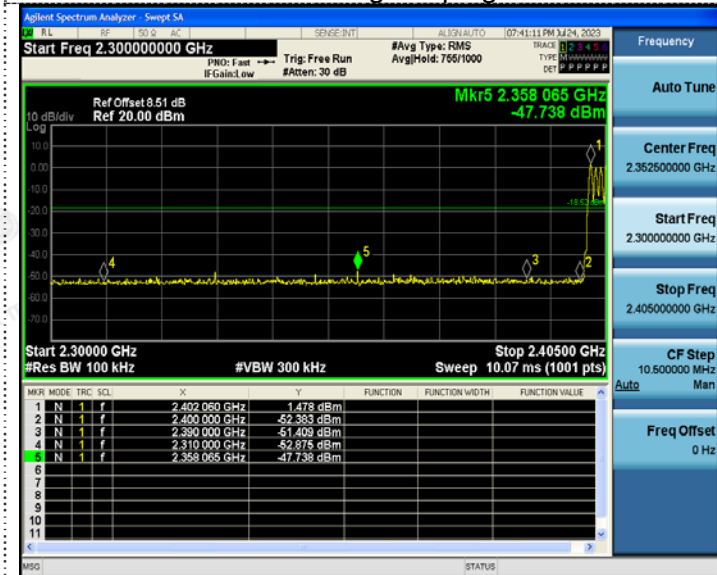 Agilent Spectrum Analyzer - Swept SA
RL RF 50 Ω AC SENSE:INT ALIGNAUTO 07:41:11 PM Jul 24, 2023
Start Freq 2.300000000 GHz
PNO: Fast
IFGain:Low
Trig: Free Run
#Atten: 30 dB
#Avg Type: RMS
Avg|Hold: 755/1000
TRACE 1 2 3 4 5 6
TYPE M
DET P P P P P P
Frequency
Auto Tune
Center Freq
2.352500000 GHz
Start Freq
2.300000000 GHz
Stop Freq
2.405000000 GHz
CF Step
10.500000 MHz
Auto Man
Freq Offset
0 Hz
Mkr5 2.358 065 GHz
-47.738 dBm
Ref Offset 8.51 dB
10 dB/div Ref 20.00 dBm
Log
10.0
0.00
-10.0
-20.0
-30.0
-40.0
-50.0
-60.0
-70.0
1
2
3
4
5
Start 2.30000 GHz Stop 2.40500 GHz
#Res BW 100 kHz #VBW 300 kHz Sweep 10.07 ms (1001 pts)
MKR MODE TRC SCL X Y FUNCTION FUNCTION WIDTH FUNCTION VALUE
1 N 1 f 2.402 060 GHz 1.478 dBm
2 N 1 f 2.400 000 GHz -52.383 dBm
3 N 1 f 2.390 000 GHz -51.409 dBm
4 N 1 f 2.310 000 GHz -52.875 dBm
5 N 1 f 2.358 065 GHz -47.738 dBm
6
7
8
9
10
11
MSG STATUS